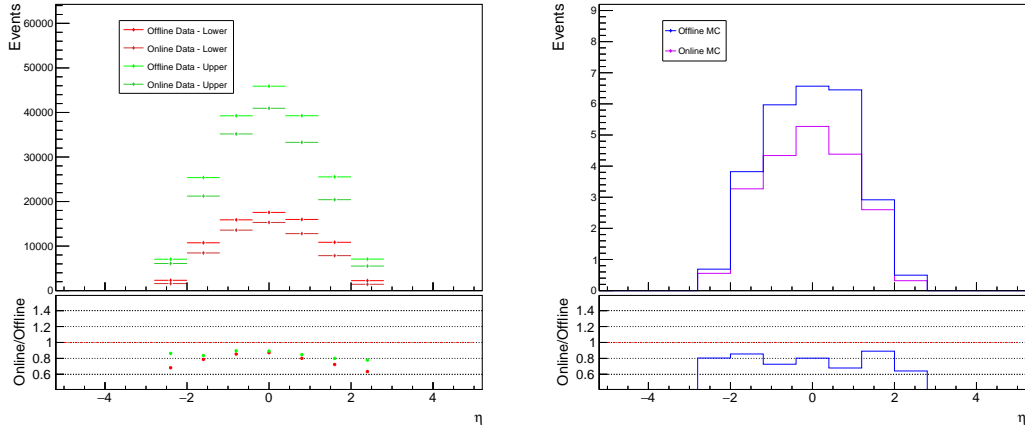 Events
60000
50000
40000
30000
20000
10000
0
Offline Data - Lower
Online Data - Lower
Offline Data - Upper
Online Data - Upper
Online/Offline
1.4
1.2
1
0.8
0.6
−4 −2 0 2 4
η
Events
9
8
7
6
5
4
3
2
1
0
Offline MC
Online MC
Online/Offline
1.4
1.2
1
0.8
0.6
−4 −2 0 2 4
η